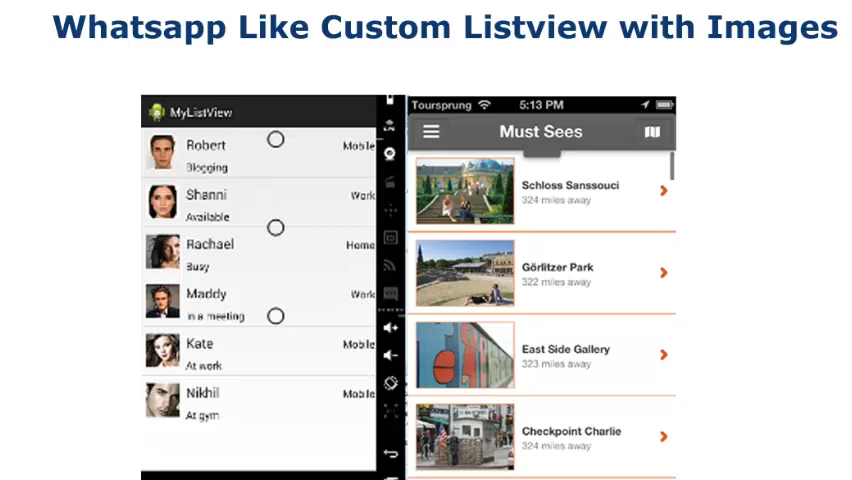 Whatsapp Like Custom Listview with Images
MyListView
Robert
Mobile
Blogging
Shanni
Work
Available
Rachael
Home
Busy
Maddy
Work
In a meeting
Kate
Mobile
At work
Nikhil
Mobile
At gym
Toursprung
5:13 PM
Must Sees
Schloss Sanssouci
324 miles away
Görlitzer Park
322 miles away
East Side Gallery
323 miles away
Checkpoint Charlie
324 miles away